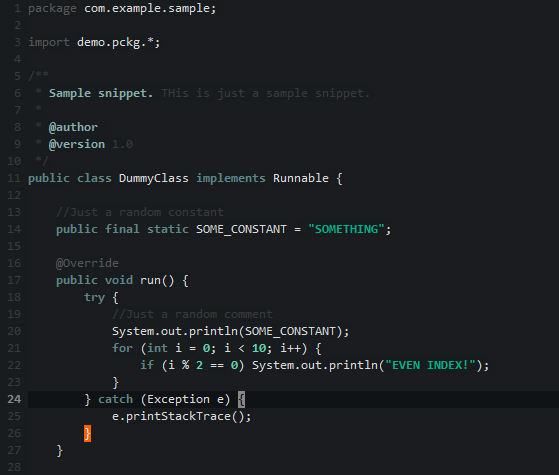 1 package com.example.sample;
2
3 import demo.pckg.*;
4
5 /**
6  * Sample snippet. THis is just a sample snippet.
7  *
8  * @author
9  * @version 1.0
10  */
11 public class DummyClass implements Runnable {
12
13     //Just a random constant
14     public final static SOME_CONSTANT = "SOMETHING";
15
16     @Override
17     public void run() {
18         try {
19             //Just a random comment
20             System.out.println(SOME_CONSTANT);
21             for (int i = 0; i < 10; i++) {
22                 if (i % 2 == 0) System.out.println("EVEN INDEX!");
23             }
24         } catch (Exception e) {
25             e.printStackTrace();
26         }
27     }
28